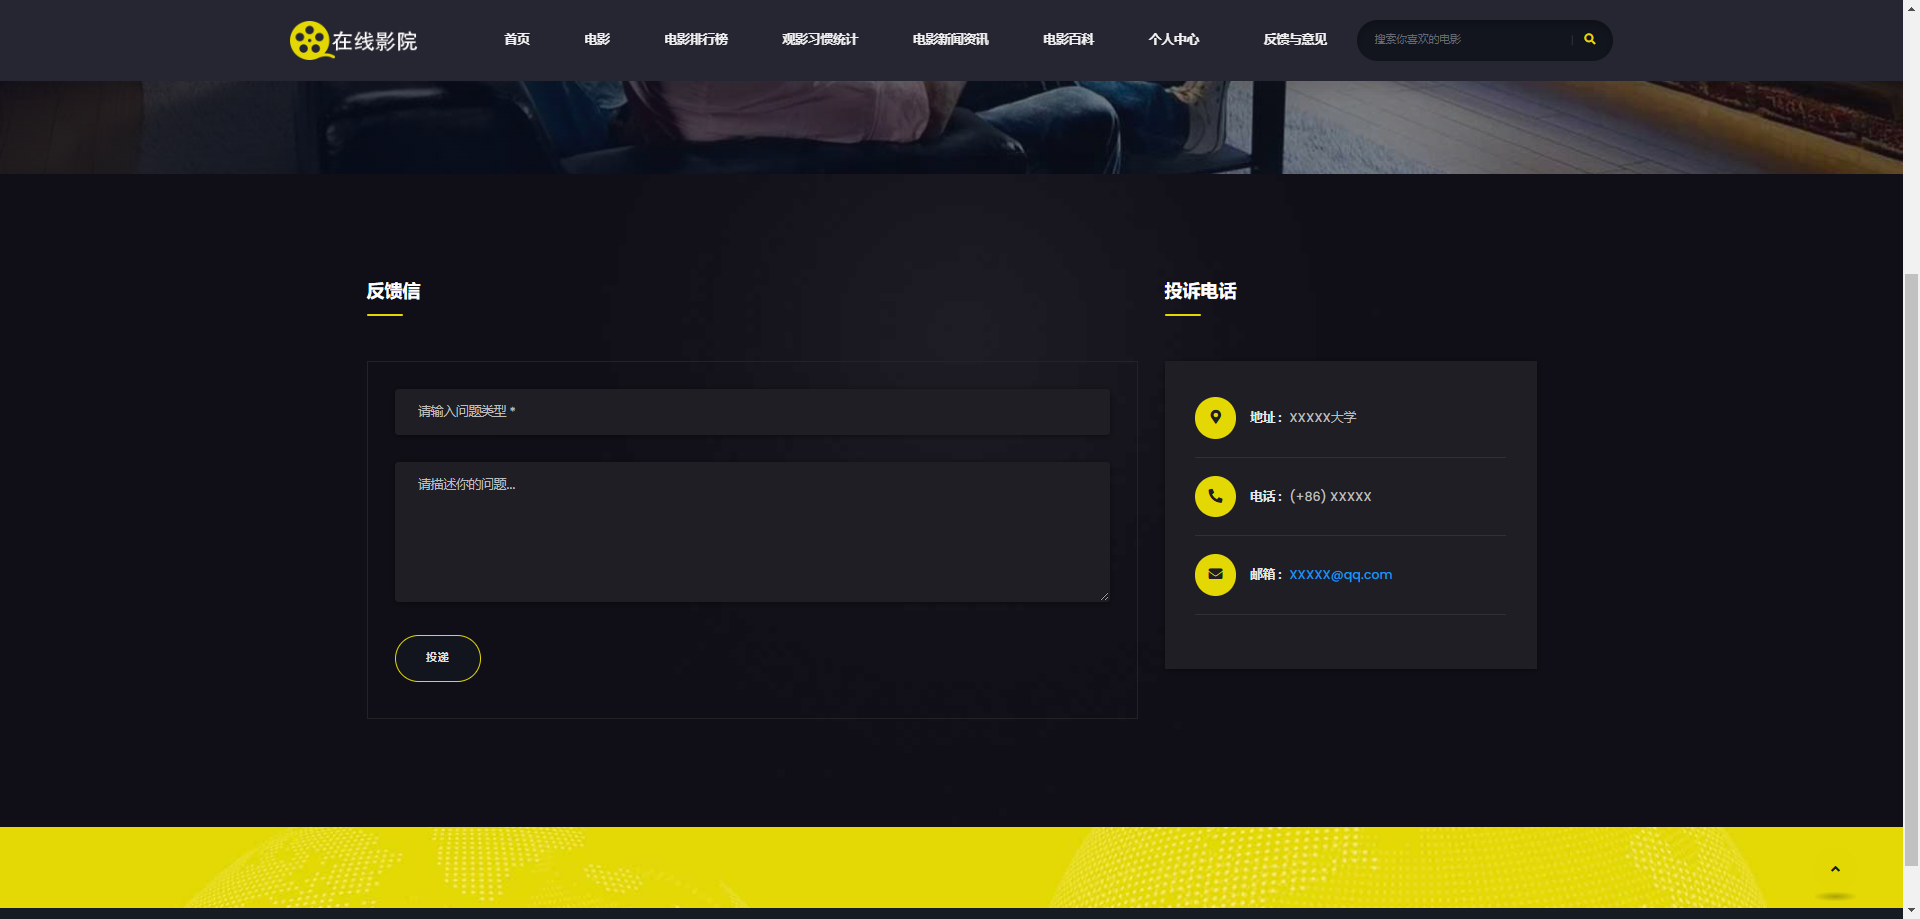 在线影院
首页 电影 电影排行榜 观影习惯统计 电影新闻资讯 电影百科 个人中心 反馈与意见 搜索你喜欢的电影
反馈信
请输入问题类型 *
请描述你的问题...
投递
投诉电话
地址： XXXXX大学
电话： (+86) XXXXX
邮箱： XXXXX@qq.com